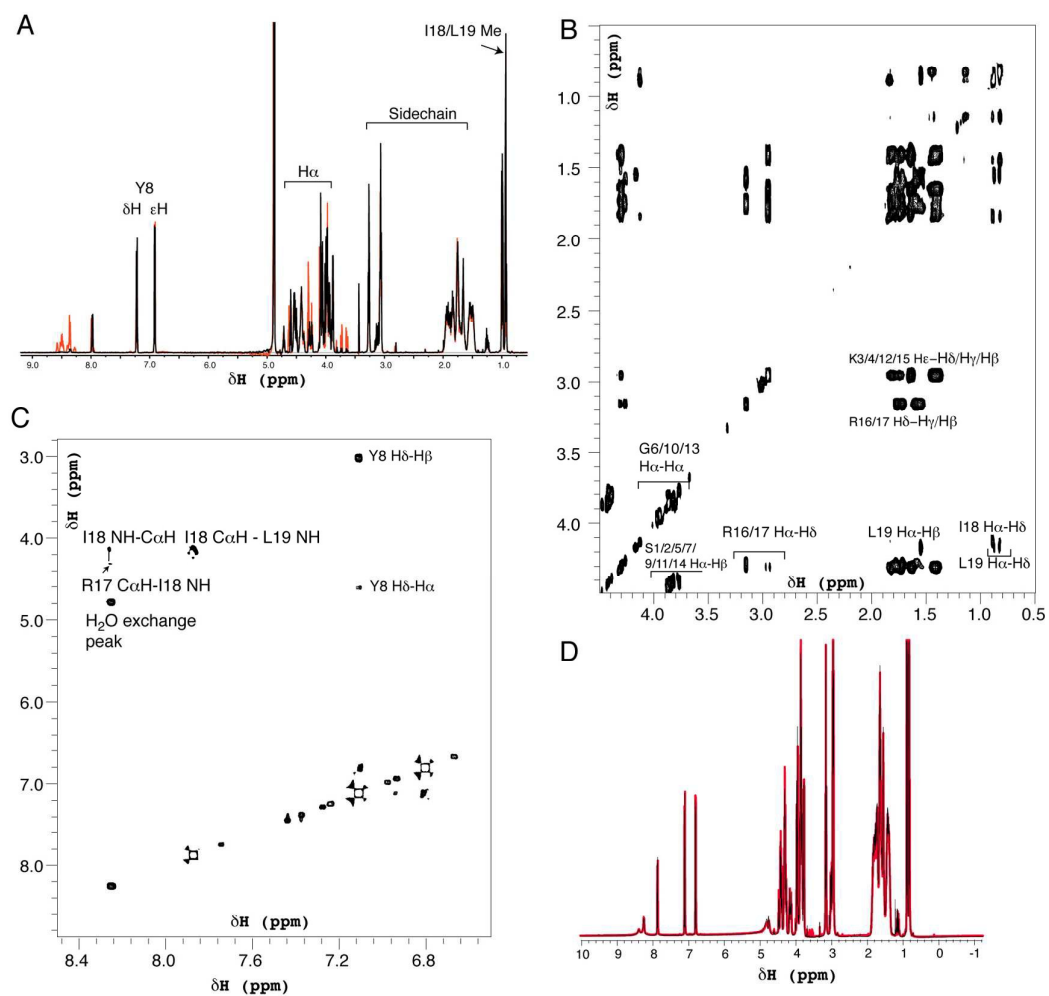 A
I18/L19 Me
Sidechain
Hα
Y8
δH εH
9.0 8.0 7.0 6.0 5.0 4.0 3.0 2.0 1.0
δH (ppm)
B
δH (ppm)
1.0
1.5
2.0
2.5
3.0
3.5
4.0
K3/4/12/15 Hε–Hδ/Hγ/Hβ
R16/17 Hδ–Hγ/Hβ
G6/10/13
Hα-Hα
R16/17 Hα-Hδ
L19 Hα-Hβ
I18 Hα-Hδ
S1/2/5/7/
9/11/14 Hα-Hβ
δH (ppm)
L19 Hα-Hδ
4.0 3.5 3.0 2.5 2.0 1.5 1.0 0.5
C
δH (ppm)
3.0
4.0
5.0
6.0
7.0
8.0
Y8 Hδ-Hβ
I18 NH-CαH I18 CαH - L19 NH
R17 CαH-I18 NH
Y8 Hδ-Hα
H₂O exchange
peak
δH (ppm)
8.4 8.0 7.6 7.2 6.8
δH (ppm)
D
10 9 8 7 6 5 4 3 2 1 0 -1
δH (ppm)